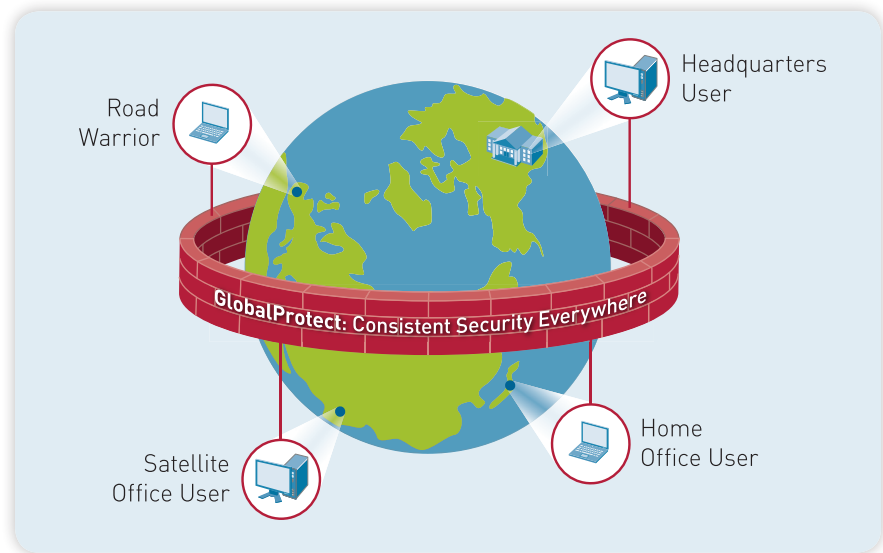 Headquarters
User
Road
Warrior
GlobalProtect: Consistent Security Everywhere
Home
Office User
Satellite
Office User